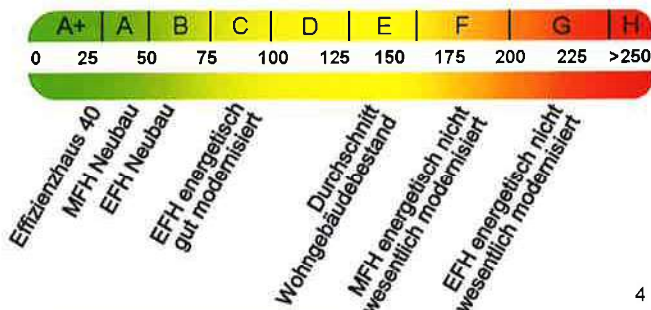 A+ A B C D E F G H
0 25 50 75 100 125 150 175 200 225 >250
Effizienzhaus 40
MFH Neubau
EFH Neubau
EFH energetisch
gut modernisiert
Durchschnitt
Wohngebäudebestand
MFH energetisch nicht
wesentlich modernisiert
EFH energetisch nicht
wesentlich modernisiert
4